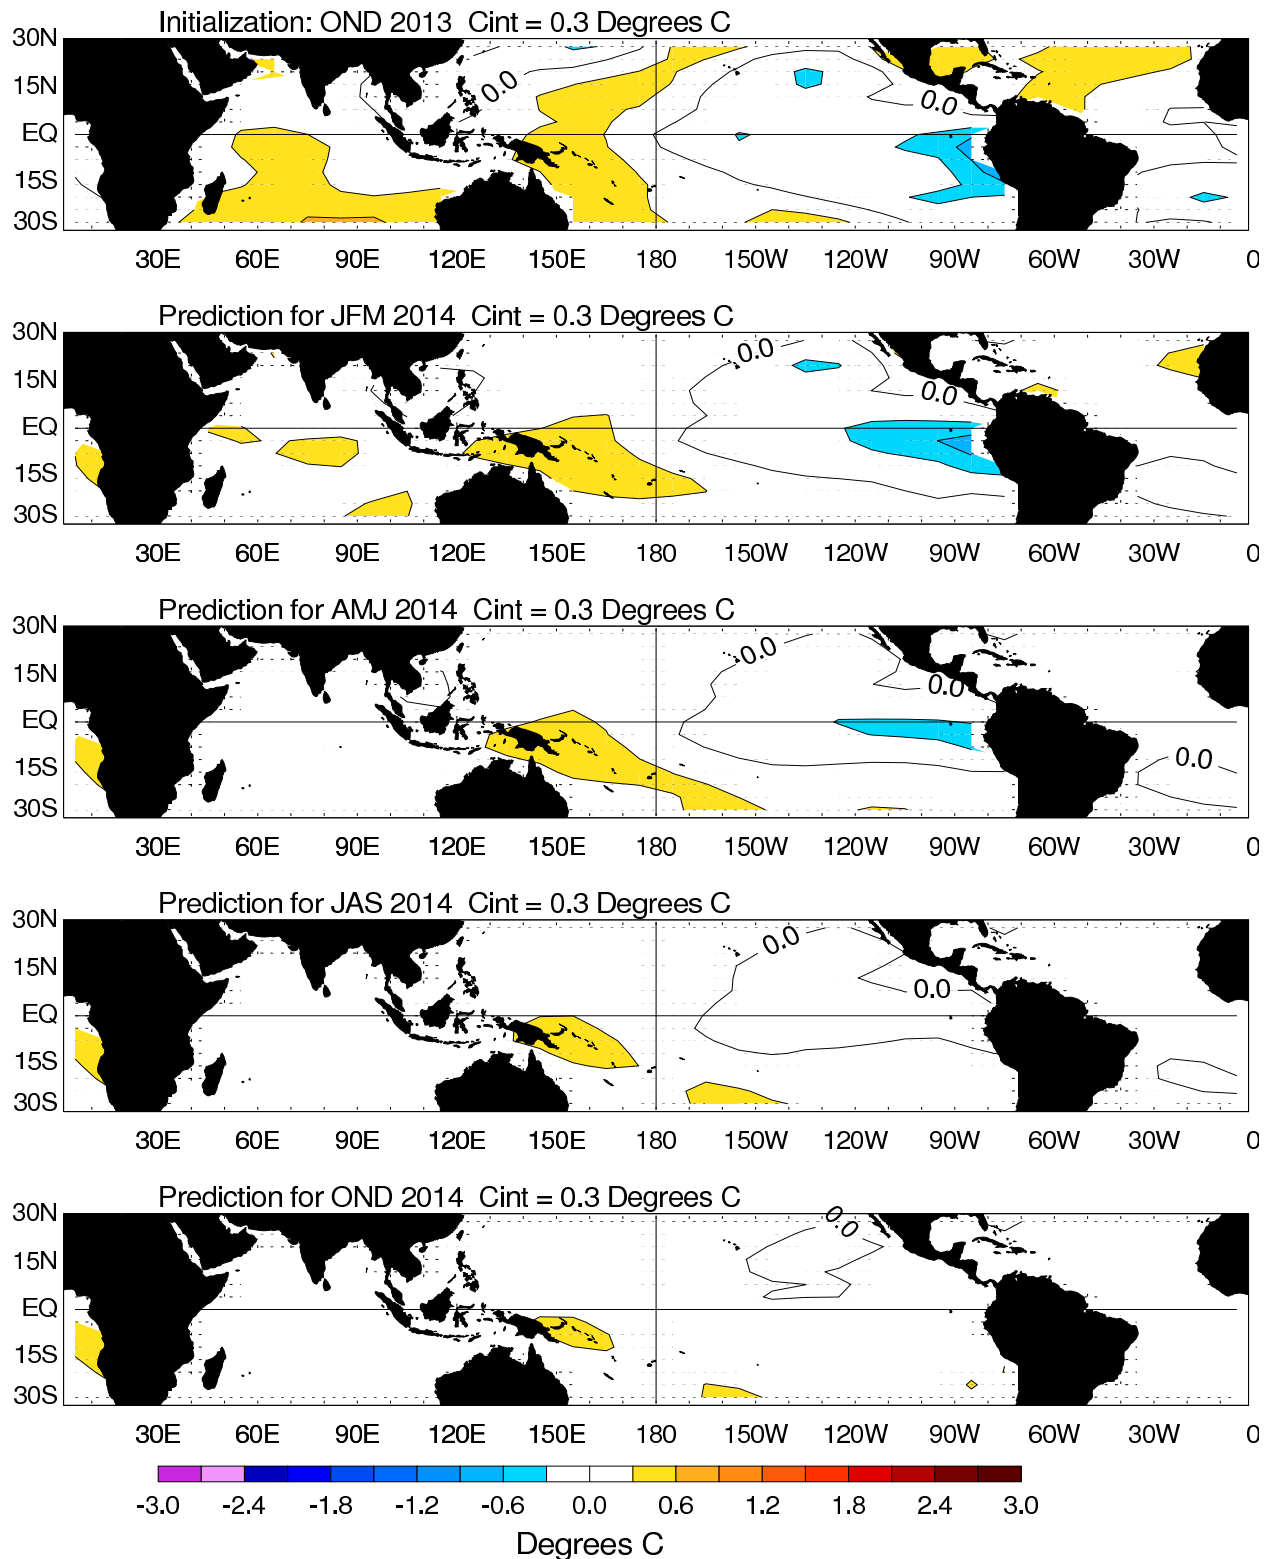 Initialization: OND 2013 Cint = 0.3 Degrees C
30N
15N
EQ
15S
30S
0.0
0.0
30E 60E 90E 120E 150E 180 150W 120W 90W 60W 30W 0
Prediction for JFM 2014 Cint = 0.3 Degrees C
30N
15N
EQ
15S
30S
0.0
0.0
30E 60E 90E 120E 150E 180 150W 120W 90W 60W 30W 0
Prediction for AMJ 2014 Cint = 0.3 Degrees C
30N
15N
EQ
15S
30S
0.0
0.0
0.0
30E 60E 90E 120E 150E 180 150W 120W 90W 60W 30W 0
Prediction for JAS 2014 Cint = 0.3 Degrees C
30N
15N
EQ
15S
30S
0.0
0.0
30E 60E 90E 120E 150E 180 150W 120W 90W 60W 30W 0
Prediction for OND 2014 Cint = 0.3 Degrees C
30N
15N
EQ
15S
30S
0.0
30E 60E 90E 120E 150E 180 150W 120W 90W 60W 30W 0
-3.0 -2.4 -1.8 -1.2 -0.6 0.0 0.6 1.2 1.8 2.4 3.0
Degrees C